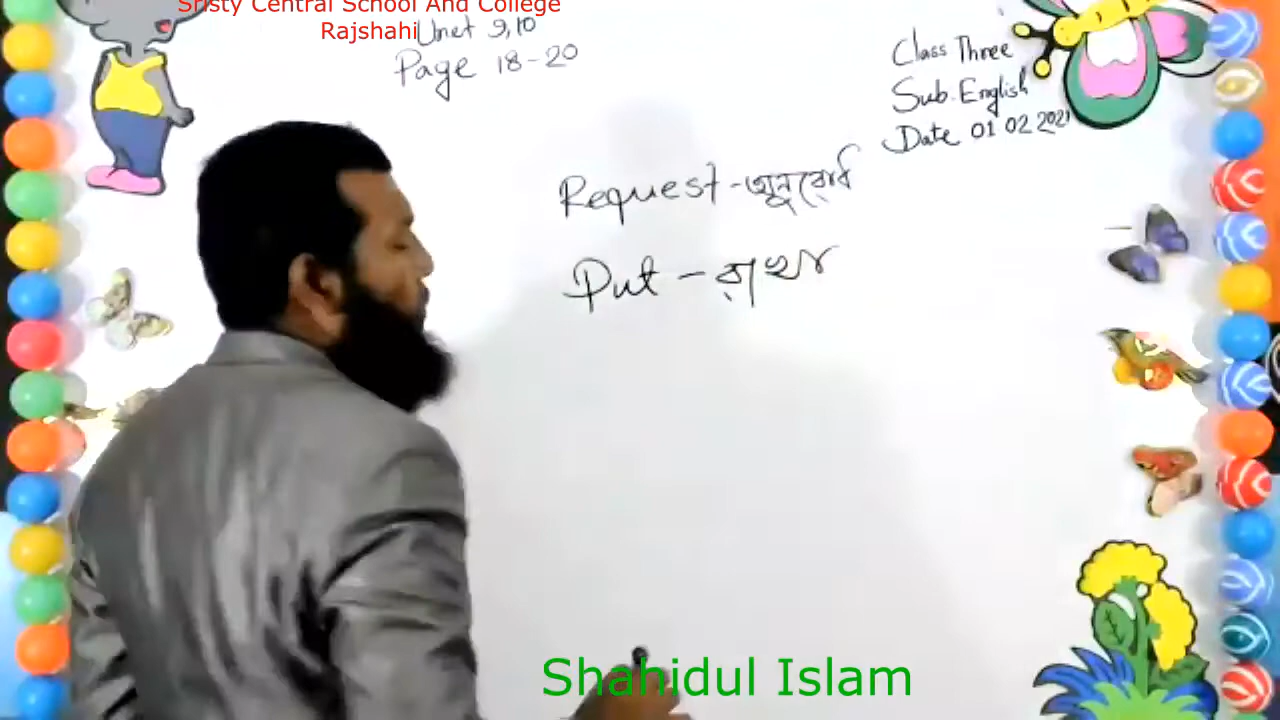 Sristy Central School And College
Rajshahi
Unet 9,10
Page 18-20
Class Three
Sub. English
Date 01 02 2021
Request - অনুরোধ
Put - রাখা
Shahidul Islam